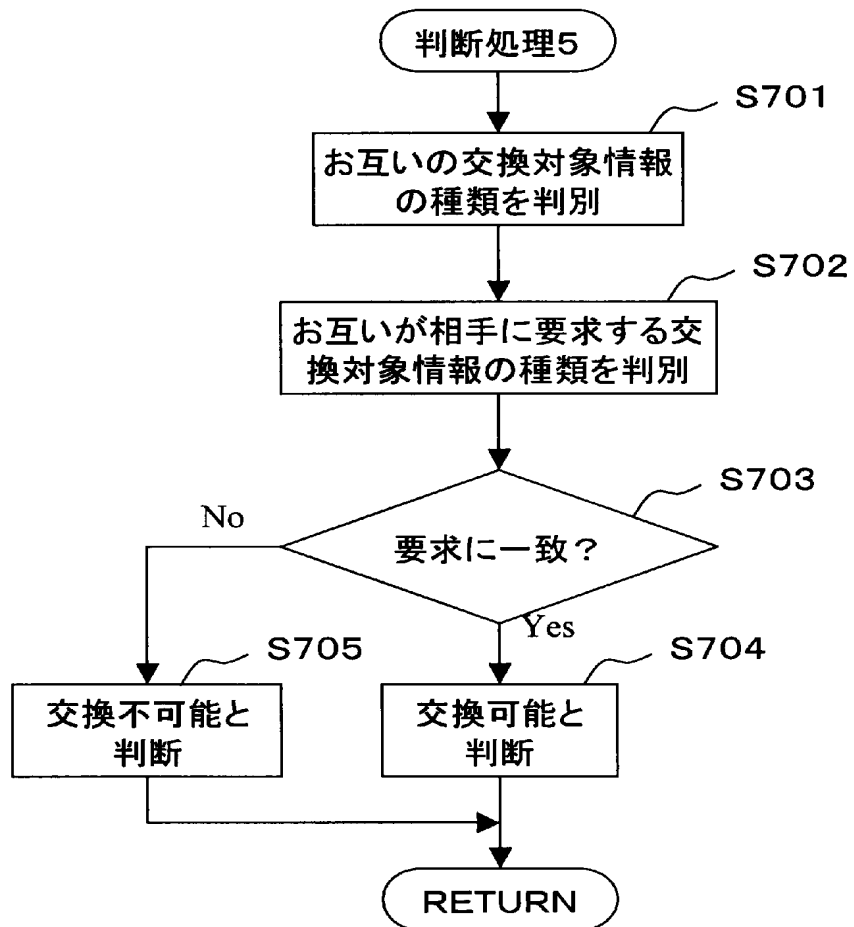 判断処理5
S701
お互いの交換対象情報
の種類を判別
S702
お互いが相手に要求する交
換対象情報の種類を判別
S703
No
要求に一致?
Yes
S705
S704
交換不可能と
判断
交換可能と
判断
RETURN